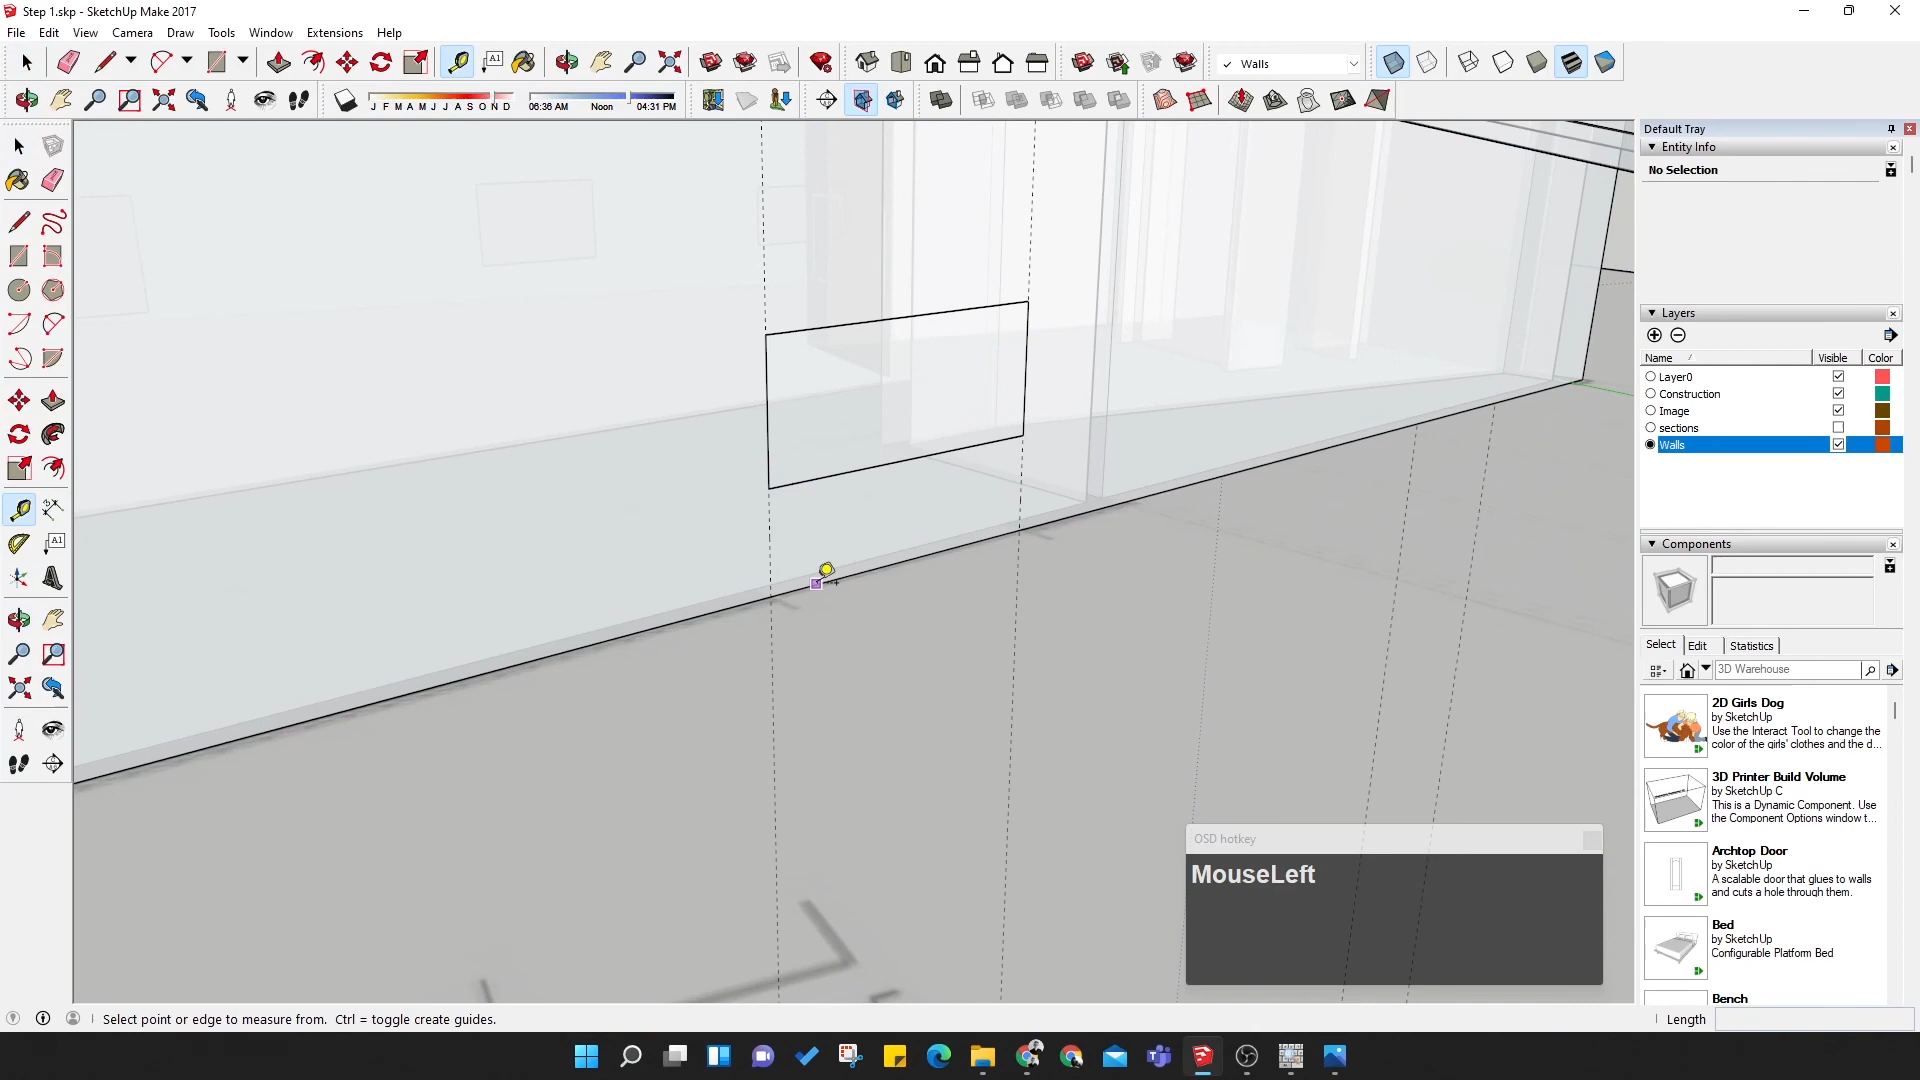 Step 1.skp - SketchUp Make 2017
File Edit View Camera Draw Tools Window Extensions Help
A1
Walls
J F M A M J J A S O N D
06:36 AM Noon 04:31 PM
Default Tray
Entity Info
No Selection
Layers
Name Visible Color
Layer0
Construction
Image
sections
Walls
A1
Components
Select Edit Statistics
3D Warehouse
2D Girls Dog
by SketchUp
Use the Interact Tool to change the
color of the girls' clothes and the d...
3D Printer Build Volume
by SketchUp C
This is a Dynamic Component. Use
the Component Options window t...
Archtop Door
by SketchUp
A scalable door that glues to walls
and cuts a hole through them.
Bed
by SketchUp
Configurable Platform Bed
Bench
OSD hotkey
MouseLeft
Select point or edge to measure from. Ctrl = toggle create guides.
Length